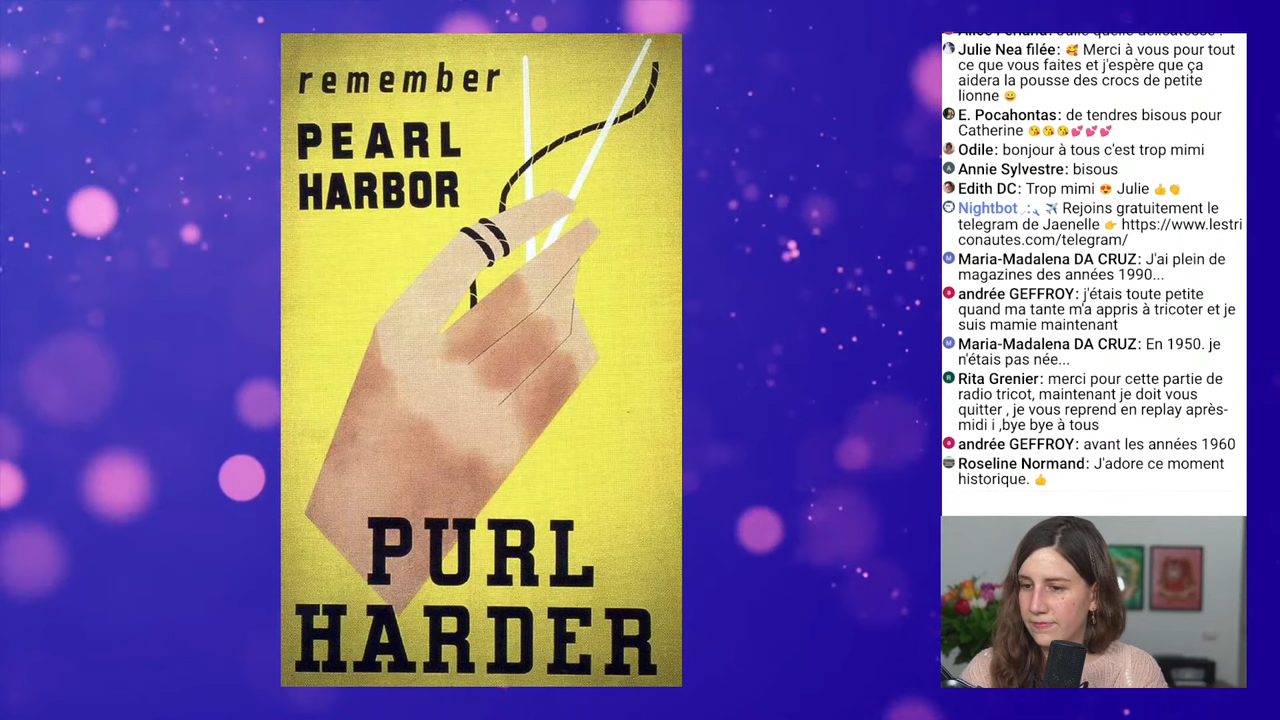 remember
PEARL
HARBOR
PURL
HARDER
Julie Nea filée: 🥰 Merci à vous pour tout
ce que vous faites et j'espère que ça
aidera la pousse des crocs de petite
lionne 😀
E. Pocahontas: de tendres bisous pour
Catherine 😘😘😘💕💕💕
Odile: bonjour à tous c'est trop mimi
Annie Sylvestre: bisous
Edith DC: Trop mimi 😍 Julie 👍👏
Nightbot ✈️ Rejoins gratuitement le
telegram de Jaenelle 👉 https://www.lestri
conautes.com/telegram/
Maria-Madalena DA CRUZ: J'ai plein de
magazines des années 1990...
andrée GEFFROY: j'étais toute petite
quand ma tante m'a appris à tricoter et je
suis mamie maintenant
Maria-Madalena DA CRUZ: En 1950. je
n'étais pas née...
Rita Grenier: merci pour cette partie de
radio tricot, maintenant je doit vous
quitter , je vous reprend en replay après-
midi i ,bye bye à tous
andrée GEFFROY: avant les années 1960
Roseline Normand: J'adore ce moment
historique. 👍